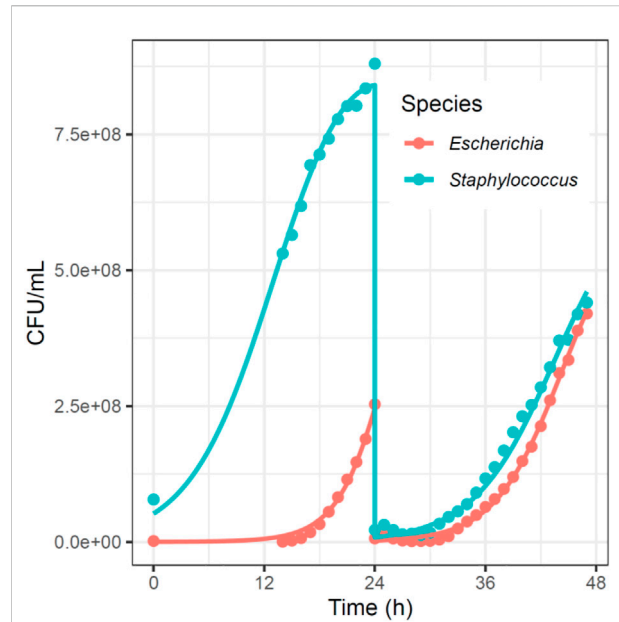 Species
Escherichia
Staphylococcus
CFU/mL
7.5e+08
5.0e+08
2.5e+08
0.0e+00
0 12 24 36 48
Time (h)